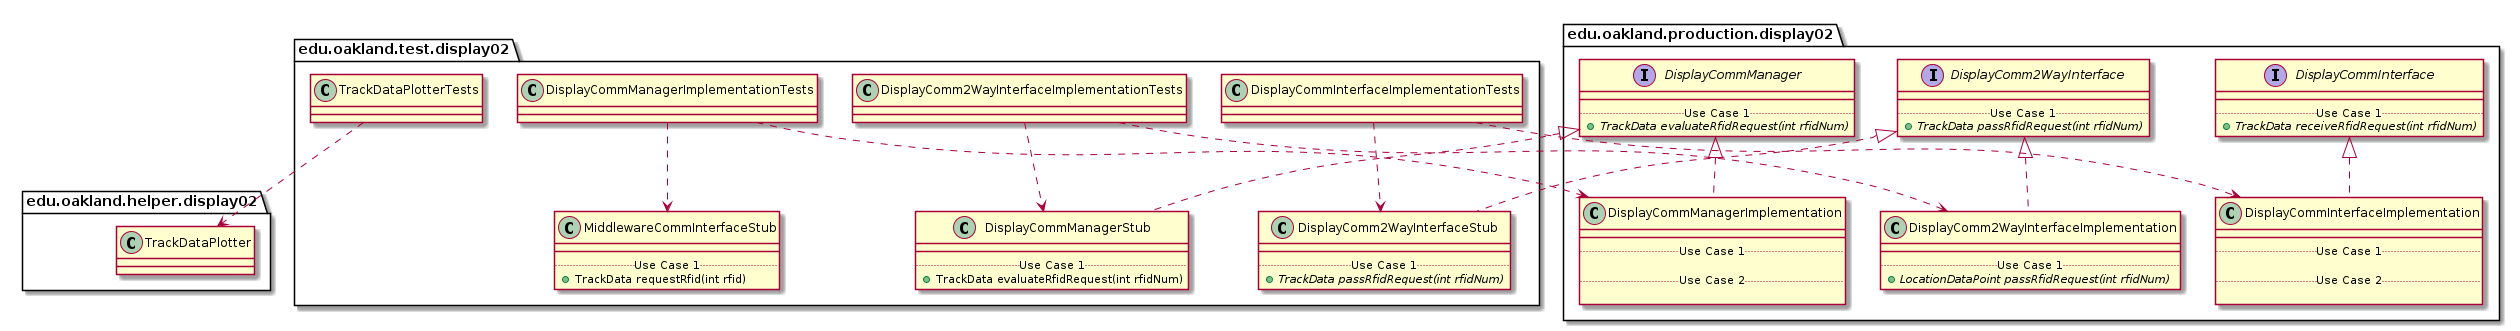 edu.oakland.production.display02
I DisplayCommManager
Use Case 1
TrackData evaluateRfidRequest(int rfidNum)
I DisplayComm2WayInterface
Use Case 1
TrackData passRfidRequest(int rfidNum)
I DisplayCommInterface
Use Case 1
TrackData receiveRfidRequest(int rfidNum)
C DisplayCommManagerImplementation
Use Case 1
Use Case 2
C DisplayComm2WayInterfaceImplementation
Use Case 1
LocationDataPoint passRfidRequest(int rfidNum)
C DisplayCommInterfaceImplementation
Use Case 1
Use Case 2
edu.oakland.test.display02
C TrackDataPlotterTests
C DisplayCommManagerImplementationTests
C DisplayComm2WayInterfaceImplementationTests
C DisplayCommInterfaceImplementationTests
C MiddlewareCommInterfaceStub
Use Case 1
TrackData requestRfid(int rfid)
C DisplayCommManagerStub
Use Case 1
TrackData evaluateRfidRequest(int rfidNum)
C DisplayComm2WayInterfaceStub
Use Case 1
TrackData passRfidRequest(int rfidNum)
edu.oakland.helper.display02
C TrackDataPlotter